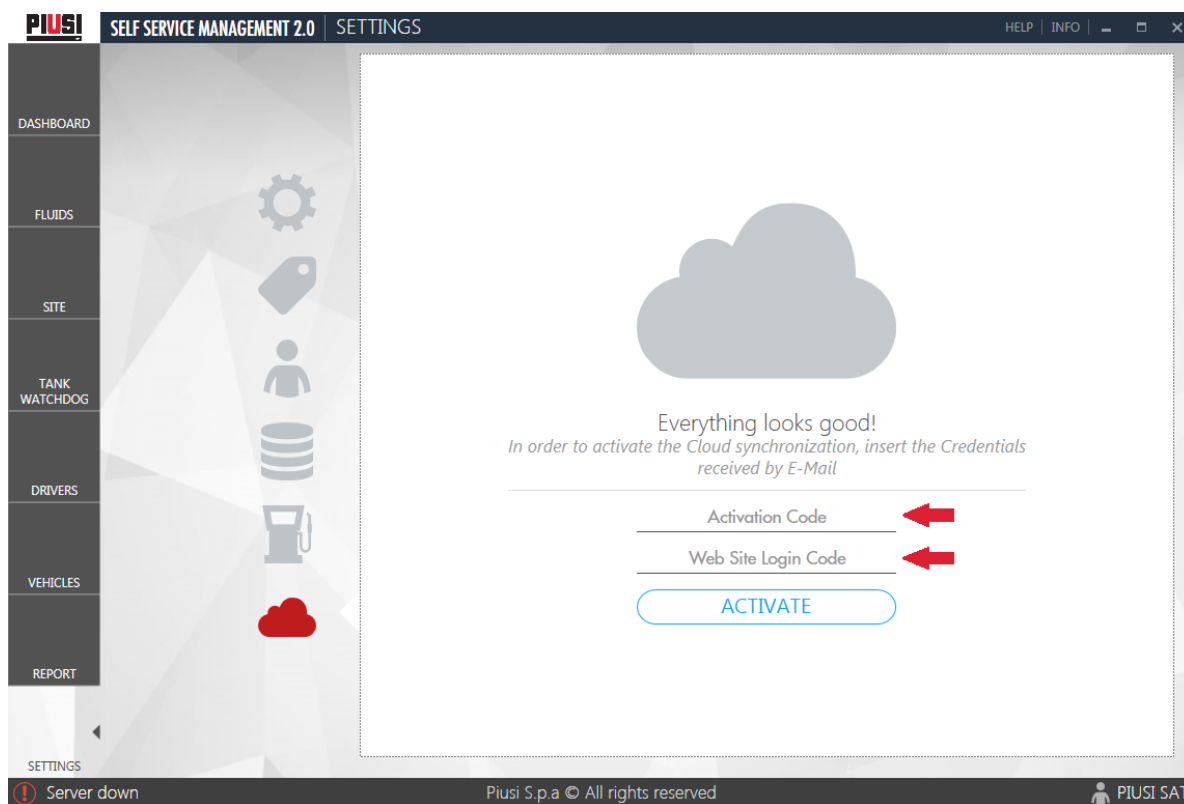 PIUSI
SELF SERVICE MANAGEMENT 2.0 | SETTINGS
HELP | INFO |
DASHBOARD
FLUIDS
SITE
TANK
WATCHDOG
DRIVERS
VEHICLES
REPORT
SETTINGS
Everything looks good!
In order to activate the Cloud synchronization, insert the Credentials
received by E-Mail
Activation Code
Web Site Login Code
ACTIVATE
Server down
Piusi S.p.a © All rights reserved
PIUSI SAT